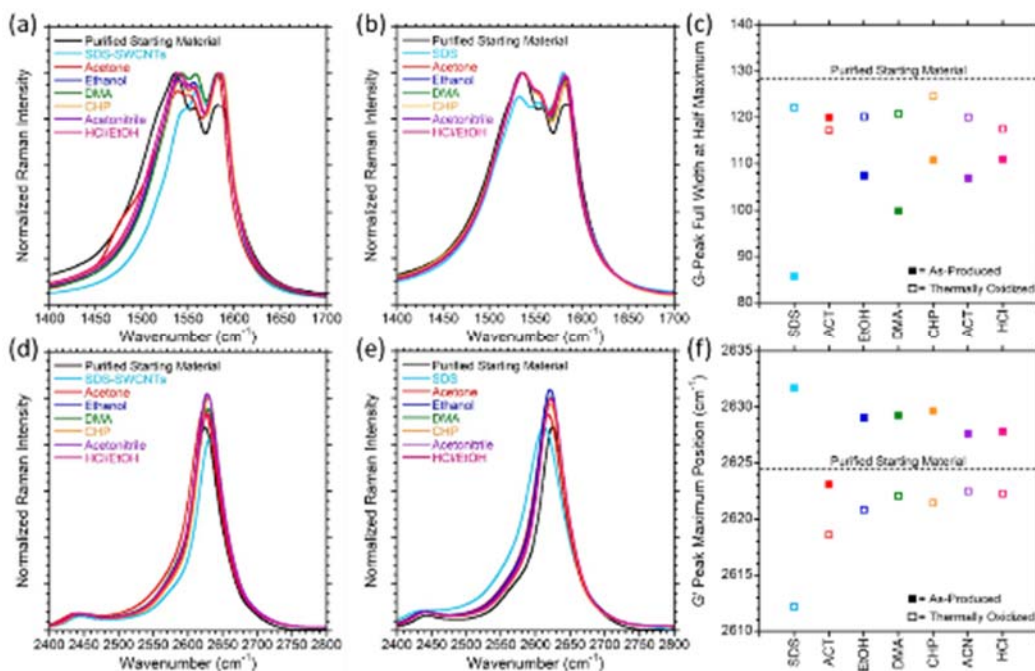 (a)
Purified Starting Material
SDS-SWCNTs
Acetone
Ethanol
DMA
CHP
Acetonitrile
HCl/EtOH
Normalized Raman Intensity
1400 1450 1500 1550 1600 1650 1700
Wavenumber (cm⁻¹)
(b)
Purified Starting Material
SDS
Acetone
Ethanol
DMA
CHP
Acetonitrile
HCl/EtOH
Normalized Raman Intensity
1400 1450 1500 1550 1600 1650 1700
Wavenumber (cm⁻¹)
(c)
G-Peak Full Width at Half Maximum
140
130
120
110
100
90
80
Purified Starting Material
= As-Produced
= Thermally Oxidized
SDS ACT EtOH DMA CHP ACT HCl
(d)
Purified Starting Material
SDS-SWCNTs
Acetone
Ethanol
DMA
CHP
Acetonitrile
HCl/EtOH
Normalized Raman Intensity
2400 2450 2500 2550 2600 2650 2700 2750 2800
Wavenumber (cm⁻¹)
(e)
Purified Starting Material
SDS
Acetone
Ethanol
DMA
CHP
Acetonitrile
HCl/EtOH
Normalized Raman Intensity
2400 2450 2500 2550 2600 2650 2700 2750 2800
Wavenumber (cm⁻¹)
(f)
G' Peak Maximum Position (cm⁻¹)
2635
2630
2625
2620
2615
2610
Purified Starting Material
= As-Produced
= Thermally Oxidized
SDS ACT EtOH DMA CHP ACN HCl